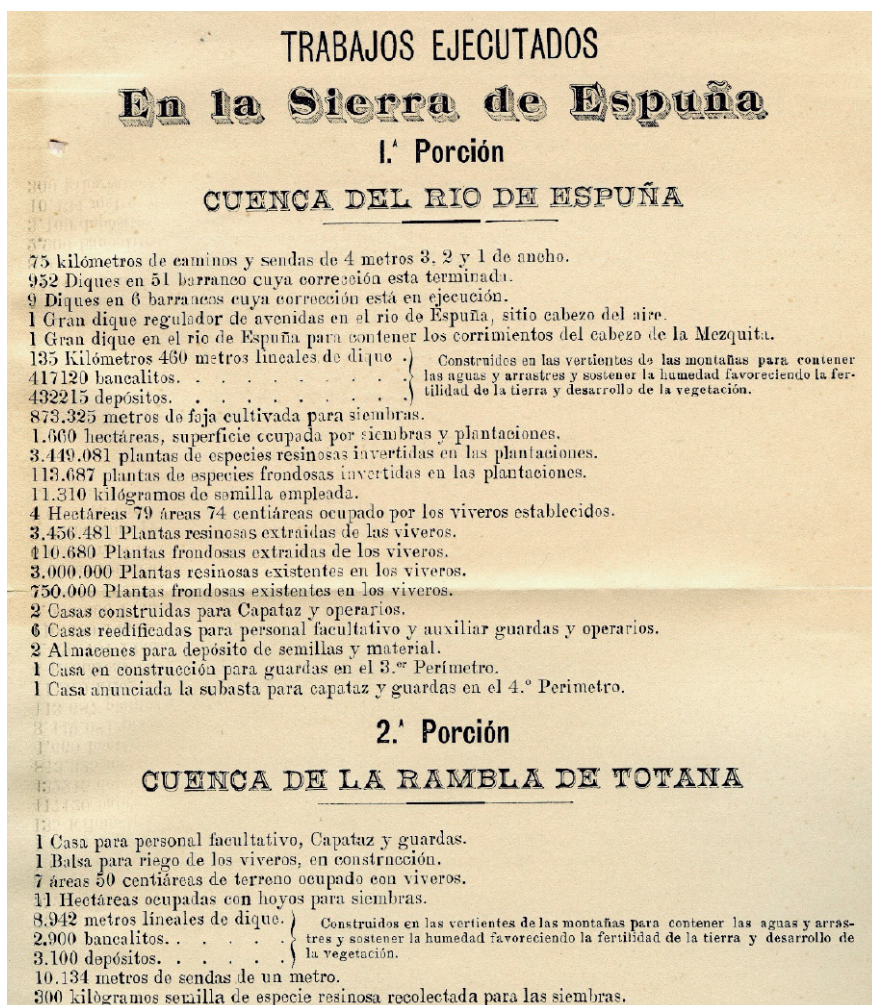 TRABAJOS EJECUTADOS
En la Sierra de Espuña
1.ª Porción
CUENCA DEL RIO DE ESPUÑA
75 kilómetros de caminos y sendas de 4 metros 3, 2 y 1 de ancho.
952 Diques en 51 barranco cuya corrección esta terminada.
9 Diques en 6 barrancos cuya corrección está en ejecución.
1 Gran dique regulador de avenidas en el rio de Espuña, sitio cabezo del aire.
1 Gran dique en el rio de Espuña para contener los corrimientos del cabezo de la Mezquita.
135 Kilómetros 460 metros lineales de dique .
417120 bancalitos. . . . . . . . .
432215 depósitos. . . . . . . . .
Construidos en las vertientes de las montañas para contener
las aguas y arrastres y sostener la humedad favoreciendo la fer-
tilidad de la tierra y desarrollo de la vegetación.
873.325 metros de faja cultivada para siembras.
1.660 hectáreas, superficie ocupada por siembras y plantaciones.
3.449.081 plantas de especies resinosas invertidas en las plantaciones.
113.687 plantas de especies frondosas invertidas en las plantaciones.
11.310 kilógramos de semilla empleada.
4 Hectáreas 79 áreas 74 centiáreas ocupado por los viveros establecidos.
3.456.481 Plantas resinosas extraidas de las viveros.
110.680 Plantas frondosas extraidas de los viveros.
3.000.000 Plantas resinosas existentes en los viveros.
750.000 Plantas frondosas existentes en los viveros.
2 Casas construidas para Capataz y operarios.
6 Casas reedificadas para personal facultativo y auxiliar guardas y operarios.
2 Almacenes para depósito de semillas y material.
1 Casa en construcción para guardas en el 3.er Perímetro.
1 Casa anunciada la subasta para capataz y guardas en el 4.º Perimetro.
2.ª Porción
CUENCA DE LA RAMBLA DE TOTANA
1 Casa para personal facultativo, Capataz y guardas.
1 Balsa para riego de los viveros, en construcción.
7 áreas 50 centiáreas de terreno ocupado con viveros.
11 Hectáreas ocupadas con hoyos para siembras.
8.942 metros líneales de dique.
2.900 bancalitos. . . . . .
3.100 depósitos. . . . . .
Construidos en las vertientes de las montañas para contener las aguas y arras-
tres y sostener la humedad favoreciendo la fertilidad de la tierra y desarrollo de
la vegetación.
10.134 metros de sendas de un metro.
300 kilògramos semilla de especie resinosa recolectada para las siembras.